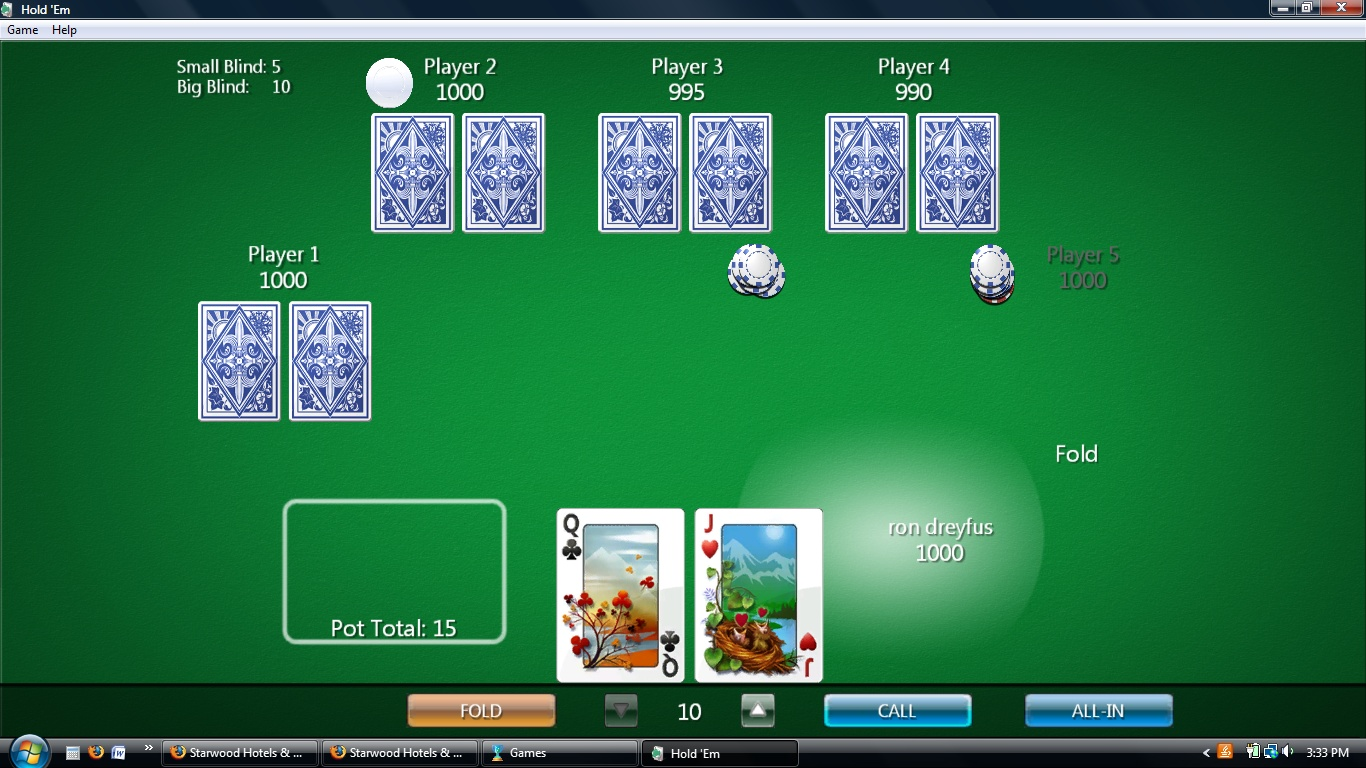 Hold 'Em
Game Help
Small Blind: 5
Big Blind: 10
Player 2
1000
Player 3
995
Player 4
990
Player 1
1000
Player 5
1000
Fold
ron dreyfus
1000
Pot Total: 15
Q
Q
J
J
FOLD 10 CALL ALL-IN
Starwood Hotels & ... Starwood Hotels & ... Games Hold 'Em 3:33 PM